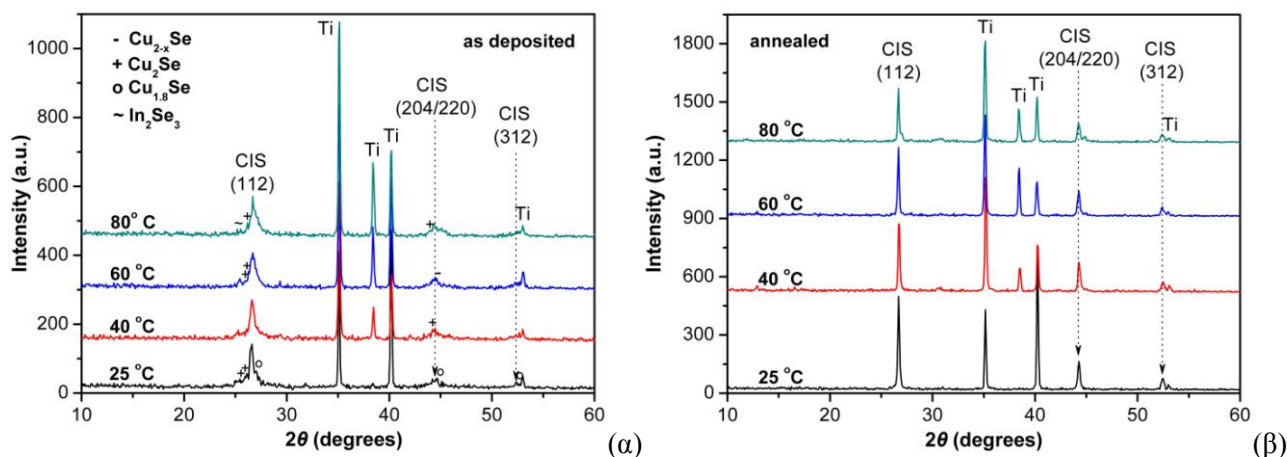 - Cu2-xSe
+ Cu2Se
o Cu1.8Se
~ In2Se3
as deposited
Ti
CIS
(112)
Ti
Ti
CIS
(204/220)
CIS
(312)
Ti
~
+
+
80° C
+
+
-
60 °C
+
40 °C
+
+
o
o
o
25 °C
0
200
400
600
800
1000
Intensity (a.u.)
10
20
30
40
50
60
2θ (degrees)
(α)
annealed
CIS
(112)
Ti
Ti
Ti
CIS
(204/220)
CIS
(312)
Ti
80 °C
60 °C
40 °C
25 °C
0
300
600
900
1200
1500
1800
Intensity (a.u.)
10
20
30
40
50
60
2θ (degrees)
(β)